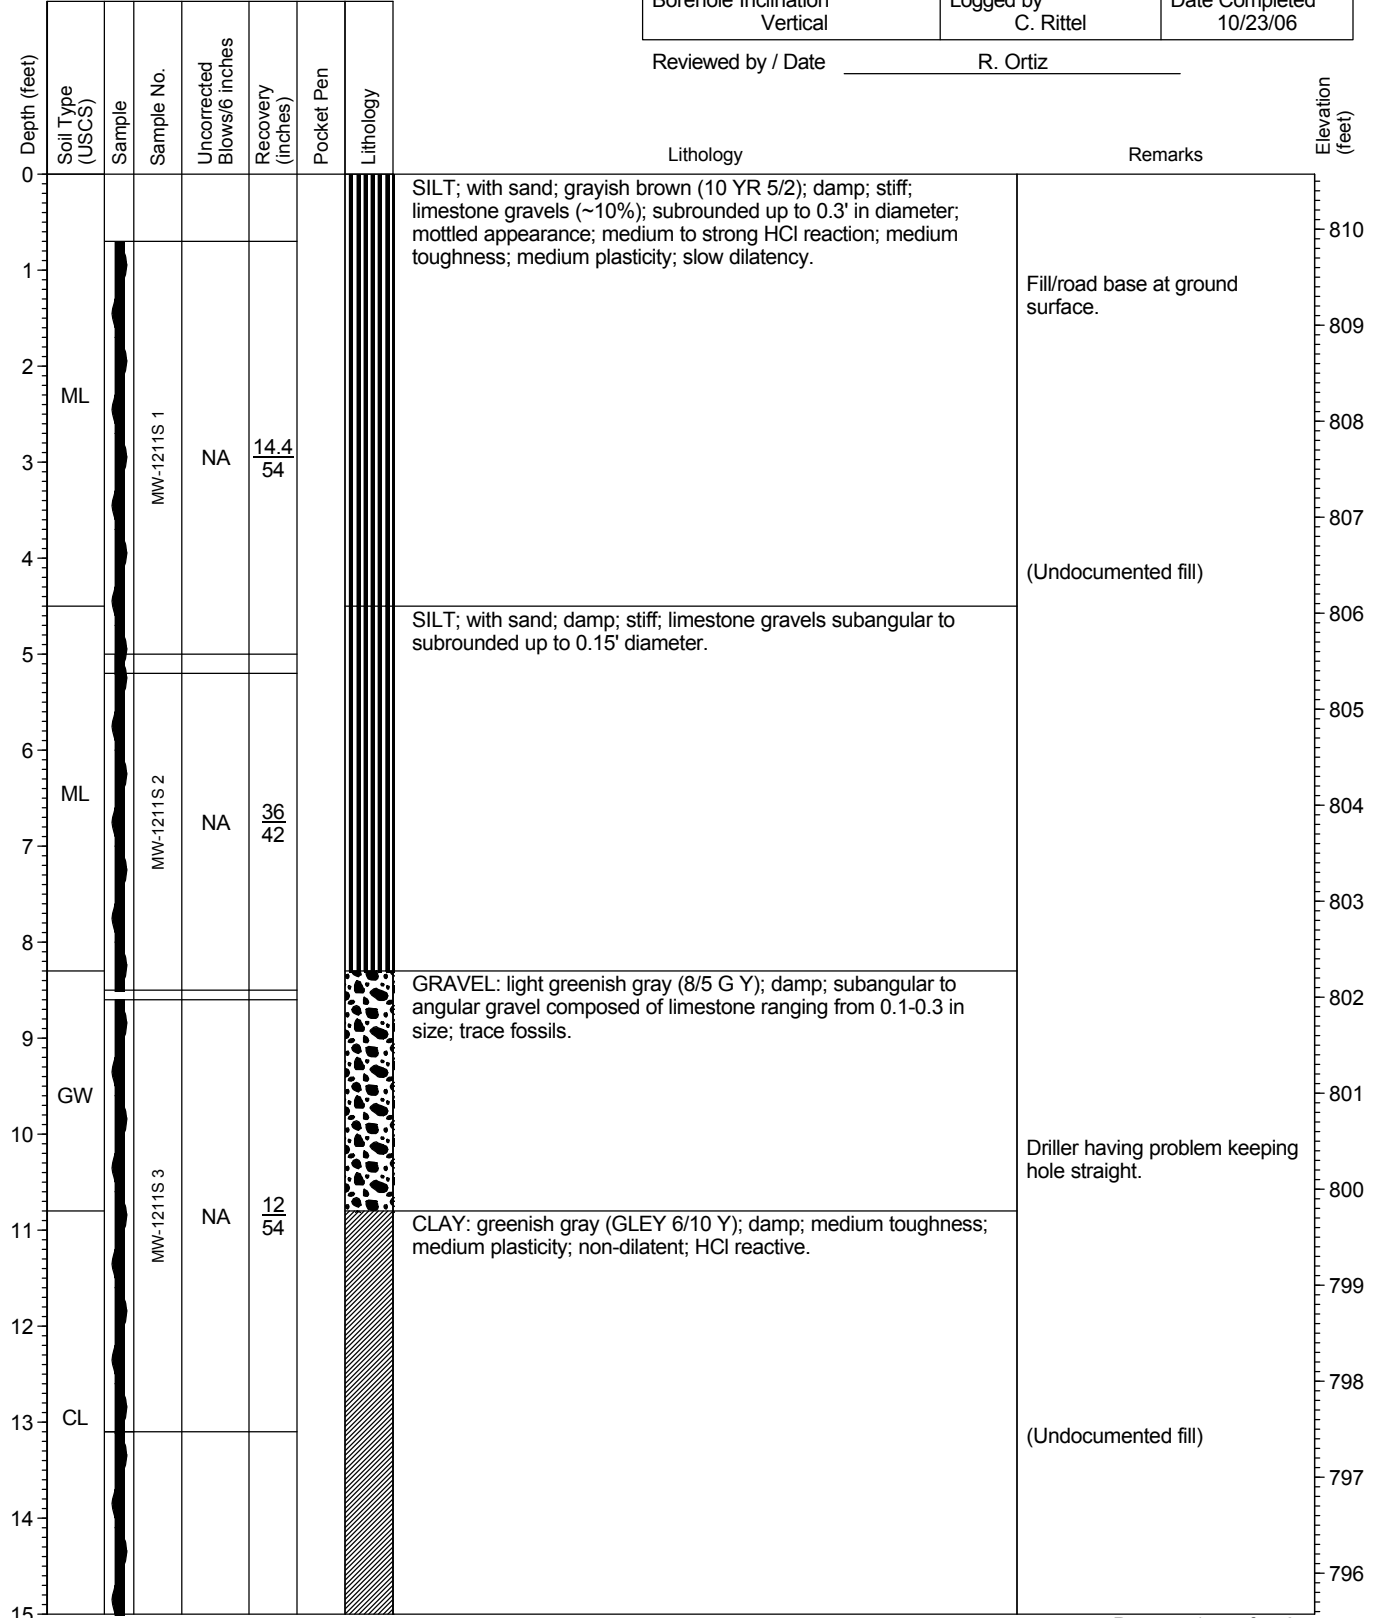 Borehole Inclination
Vertical
Logged by
C. Rittel
Date Completed
10/23/06
Reviewed by / Date
R. Ortiz
Depth (feet)
Soil Type
(USCS)
Sample
Sample No.
Uncorrected
Blows/6 inches
Recovery
(inches)
Pocket Pen
Lithology
Lithology
Remarks
Elevation
(feet)
0
SILT; with sand; grayish brown (10 YR 5/2); damp; stiff;
limestone gravels (~10%); subrounded up to 0.3' in diameter;
mottled appearance; medium to strong HCl reaction; medium
toughness; medium plasticity; slow dilatency.
810
1
Fill/road base at ground
surface.
809
2
ML
808
MW-1211S 1
NA
14.4
54
3
807
4
(Undocumented fill)
806
SILT; with sand; damp; stiff; limestone gravels subangular to
subrounded up to 0.15' diameter.
5
805
6
ML
804
MW-1211S 2
NA
36
42
7
803
8
GRAVEL: light greenish gray (8/5 G Y); damp; subangular to
angular gravel composed of limestone ranging from 0.1-0.3 in
size; trace fossils.
802
9
GW
801
10
Driller having problem keeping
hole straight.
800
MW-1211S 3
NA
12
54
11
CLAY: greenish gray (GLEY 6/10 Y); damp; medium toughness;
medium plasticity; non-dilatent; HCl reactive.
799
12
798
13
CL
(Undocumented fill)
797
14
796
15